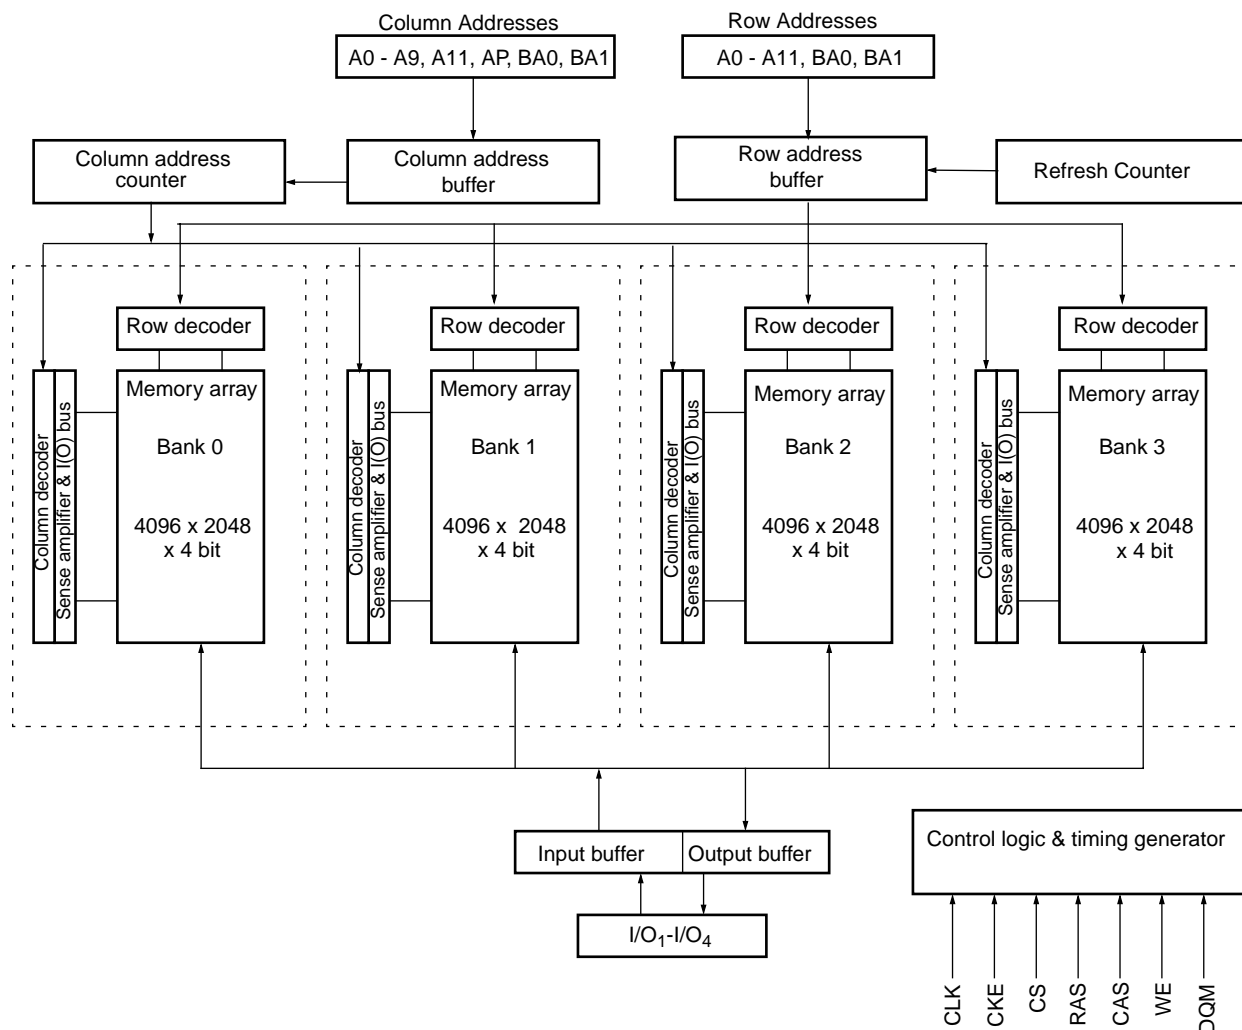 Column Addresses
Row Addresses
A0 - A9, A11, AP, BA0, BA1
A0 - A11, BA0, BA1
Column address
counter
Column address
buffer
Row address
buffer
Refresh Counter
Row decoder
Row decoder
Row decoder
Row decoder
Column decoder
Sense amplifier & I(O) bus
Memory array
Bank 0
4096 x 2048
x 4 bit
Column decoder
Sense amplifier & I(O) bus
Memory array
Bank 1
4096 x 2048
x 4 bit
Column decoder
Sense amplifier & I(O) bus
Memory array
Bank 2
4096 x 2048
x 4 bit
Column decoder
Sense amplifier & I(O) bus
Memory array
Bank 3
4096 x 2048
x 4 bit
Input buffer
Output buffer
I/O1-I/O4
Control logic & timing generator
CLK
CKE
CS
RAS
CAS
WE
DQM